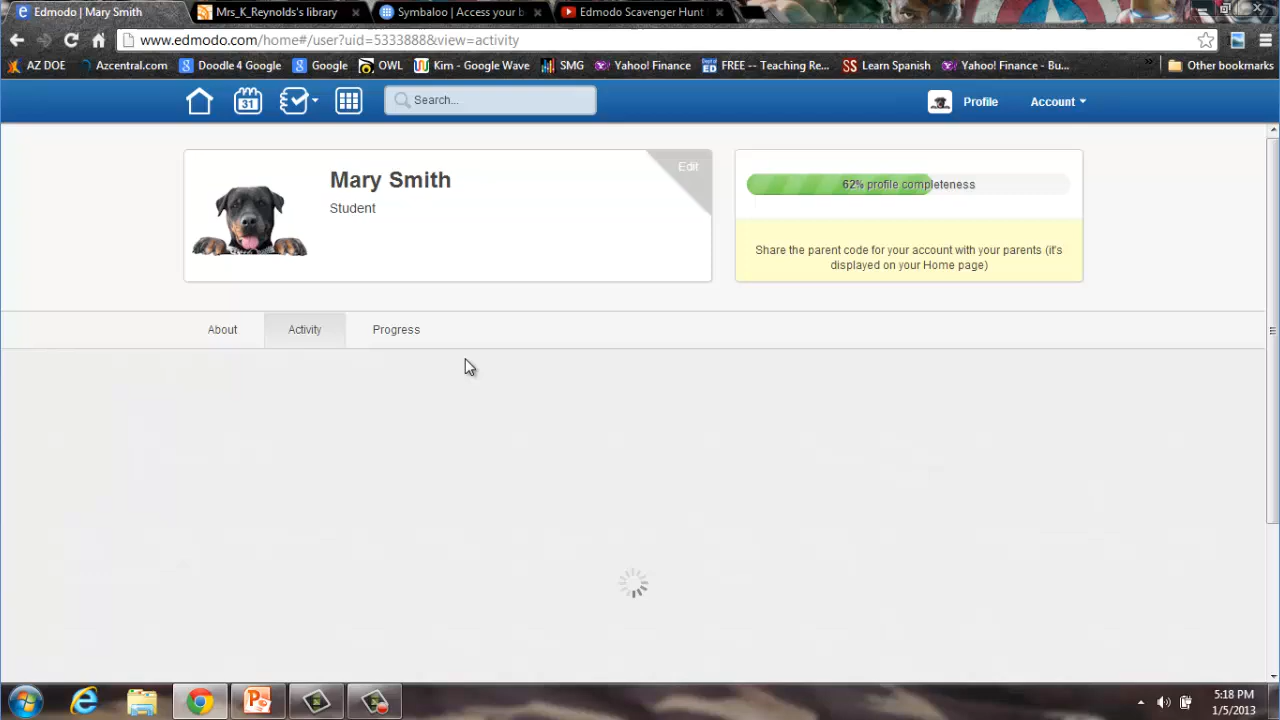 Edmodo | Mary Smith
Mrs_K_Reynolds's library
Symbaloo | Access your b
Edmodo Scavenger Hunt
www.edmodo.com/home#/user?uid=5333888&view=activity
AZ DOE
Azcentral.com
Doodle 4 Google
Google
OWL
Kim - Google Wave
SMG
Yahoo! Finance
FREE -- Teaching Re...
Learn Spanish
Yahoo! Finance - Bu...
Other bookmarks
31
Search...
Profile
Account
Mary Smith
Student
Edit
62% profile completeness
Share the parent code for your account with your parents (it's
displayed on your Home page)
About
Activity
Progress
5:18 PM
1/5/2013